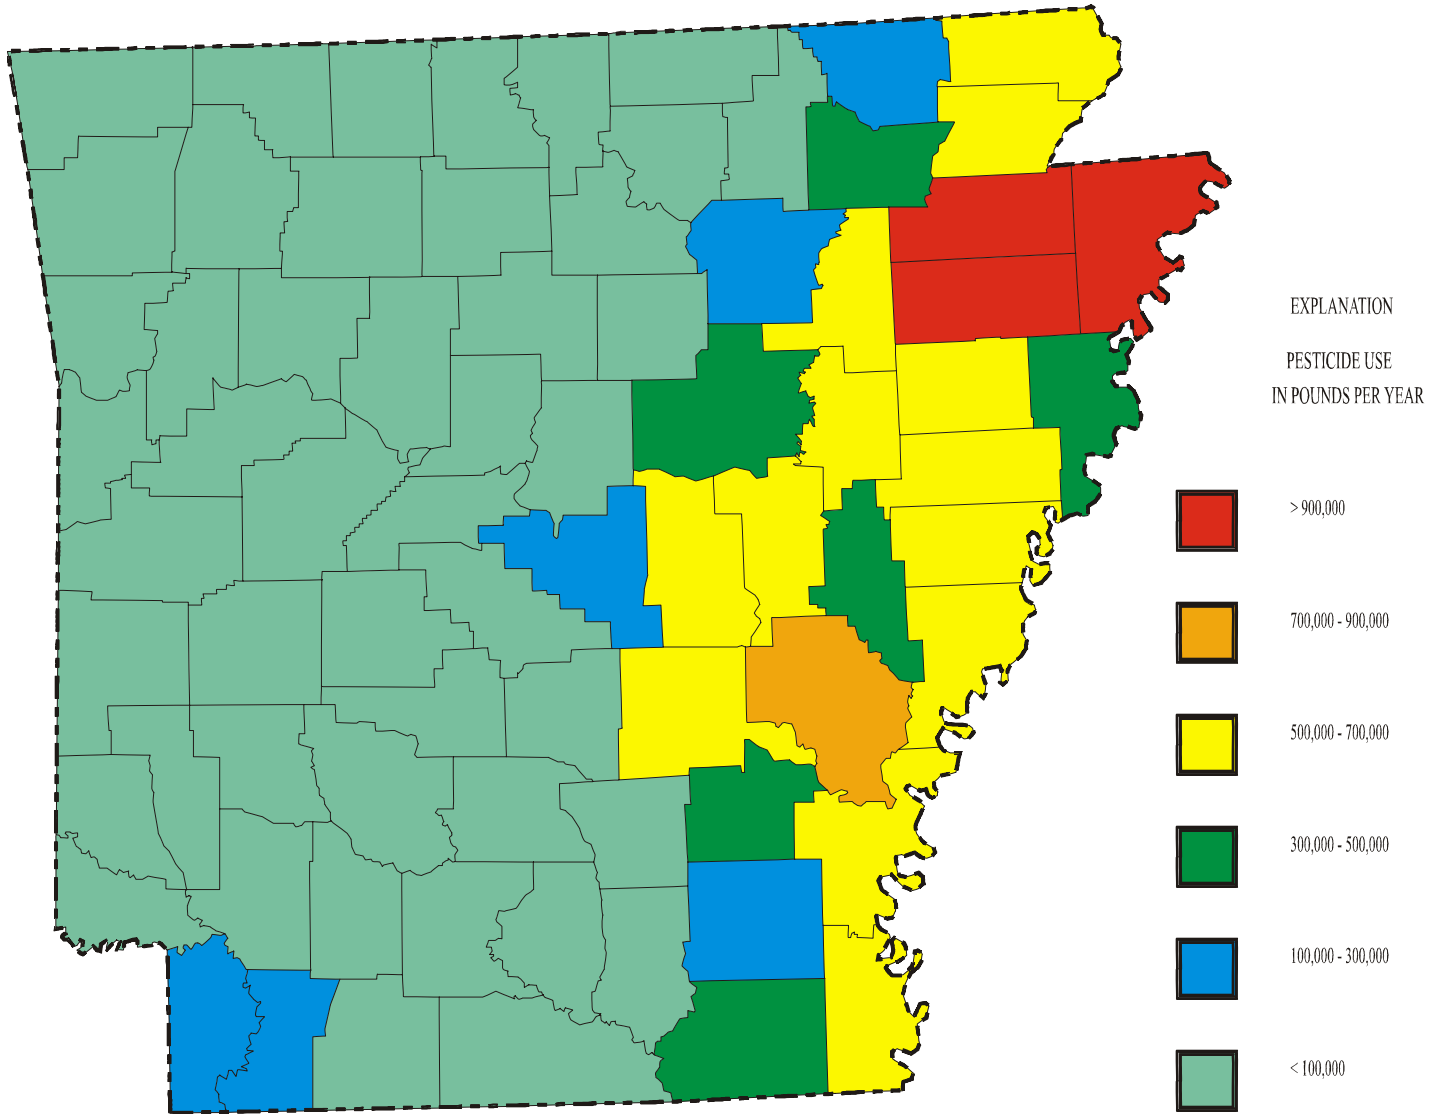 EXPLANATION
PESTICIDE USE
IN POUNDS PER YEAR
> 900,000
700,000 - 900,000
500,000 - 700,000
300,000 - 500,000
100,000 - 300,000
< 100,000